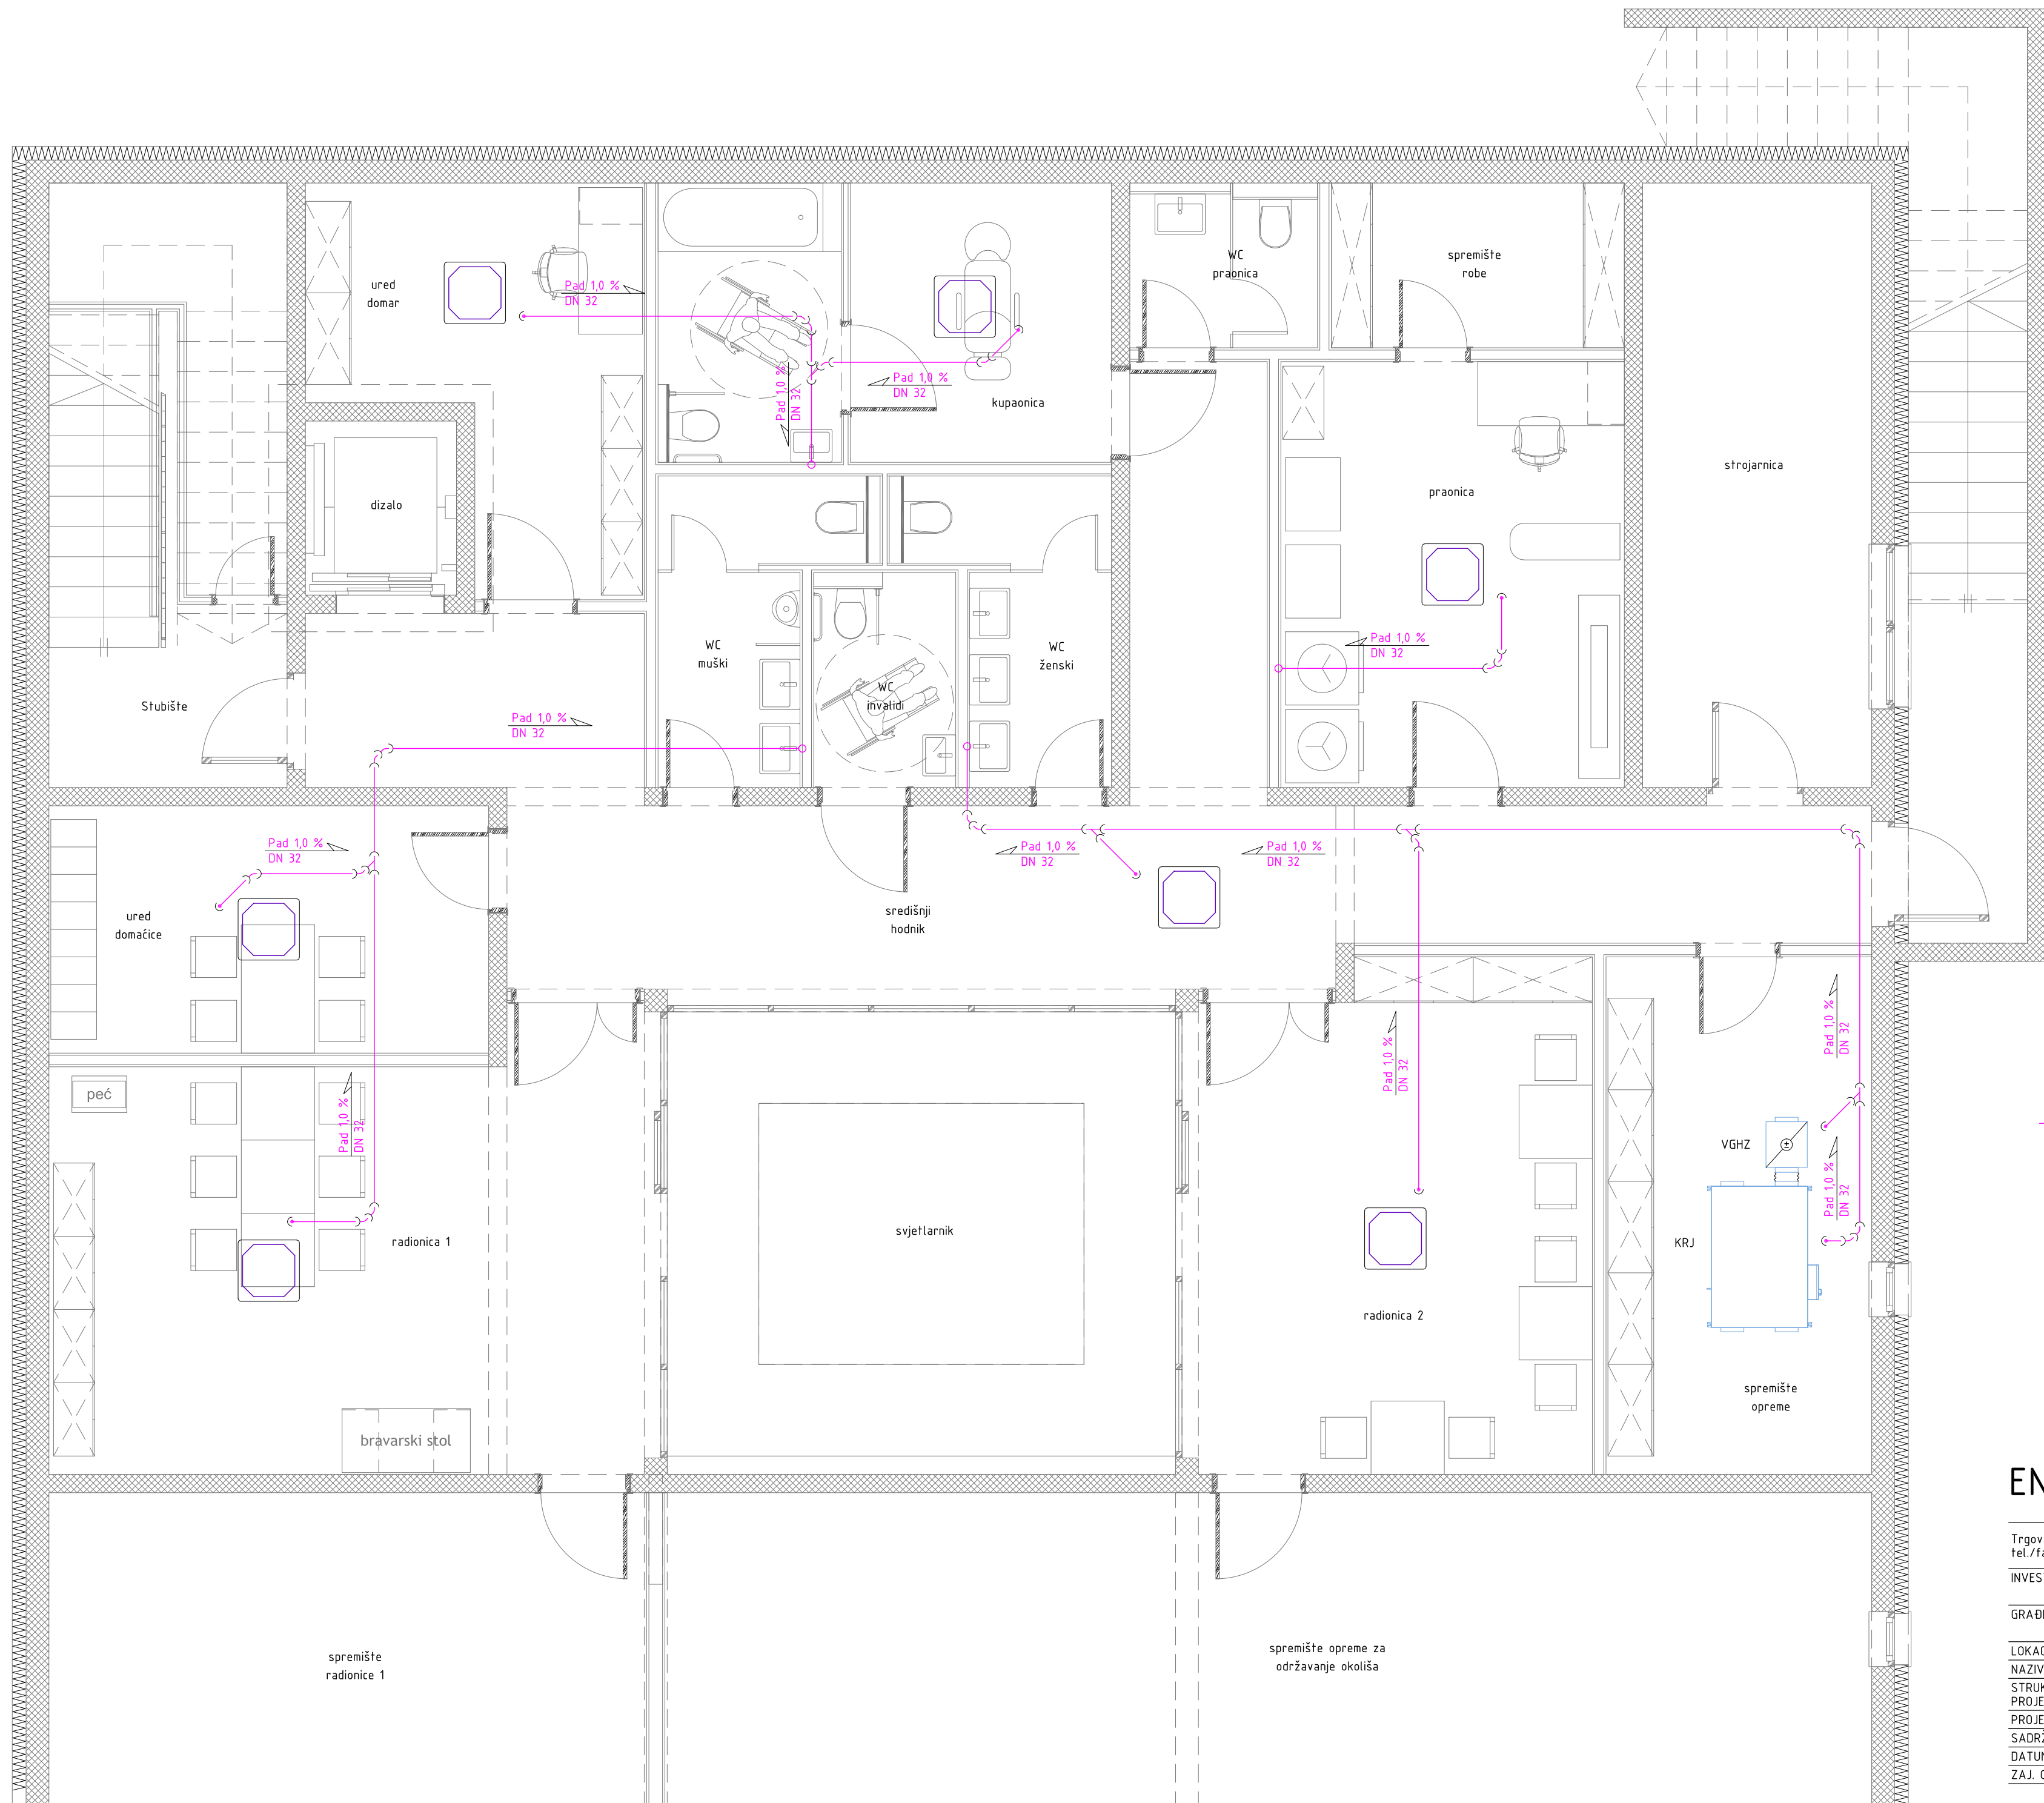 ured
domar
Pad 1,0 %
DN 32
WC
praonica
spremište
robe
Pad 1,0 %
DN 32
Pad 1,0 %
DN 32
kupaonica
dizalo
strojarnica
praonica
WC
muški
WC
invalidi
WC
ženski
Pad 1,0 %
DN 32
Stubište
Pad 1,0 %
DN 32
Pad 1,0 %
DN 32
Pad 1,0 %
DN 32
Pad 1,0 %
DN 32
ured
domaćice
središnji
hodnik
Pad 1,0 %
DN 32
Pad 1,0 %
DN 32
peć
Pad 1,0 %
DN 32
VGHZ
±
Pad 1,0 %
DN 32
radionica 1
svjetlarnik
KRJ
radionica 2
spremište
opreme
bravarski stol
spremište
radionice 1
spremište opreme za
održavanje okoliša
EN
Trgov
tel./fa
INVES
GRAĐ
LOKA
NAZIV
STRUK
PROJE
PROJE
SADRŽ
DATUM
ZAJ.